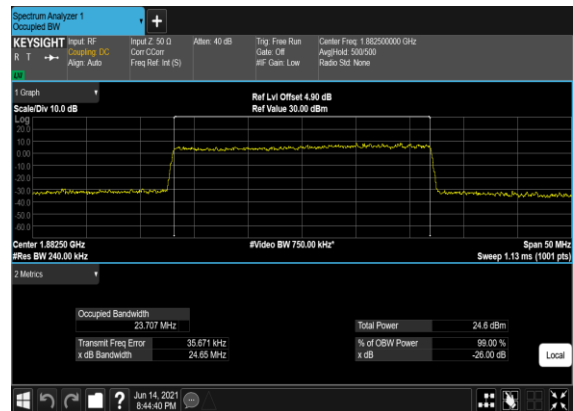 Spectrum Analyzer 1
Occupied BW
+
KEYSIGHT Input: RF Input Z: 50 Ω Atten: 40 dB Trig: Free Run Center Freq: 1.882500000 GHz
R T Coupling: DC Corr CCorr Gate: Off Avg|Hold: 500/500
Align: Auto Freq Ref: Int (S) #IF Gain: Low Radio Std: None
1 Graph
Scale/Div 10.0 dB
Ref Lvl Offset 4.90 dB
Ref Value 30.00 dBm
Log
20.0
10.0
0.00
-10.0
-20.0
-30.0
-40.0
-50.0
-60.0
Center 1.88250 GHz #Video BW 750.00 kHz* Span 50 MHz
#Res BW 240.00 kHz Sweep 1.13 ms (1001 pts)
2 Metrics
Occupied Bandwidth
23.707 MHz
Total Power 24.6 dBm
Transmit Freq Error 35.671 kHz % of OBW Power 99.00 %
x dB Bandwidth 24.65 MHz x dB -26.00 dB
Local
?
Jun 14, 2021
8:44:40 PM